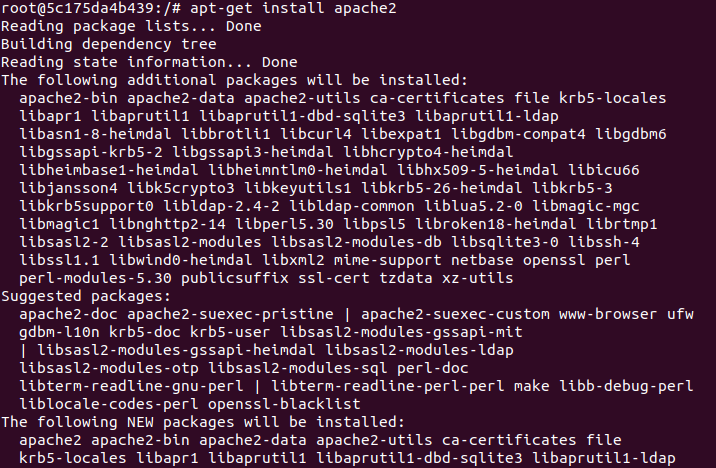 root@5c175da4b439:/# apt-get install apache2
Reading package lists... Done
Building dependency tree
Reading state information... Done
The following additional packages will be installed:
  apache2-bin apache2-data apache2-utils ca-certificates file krb5-locales
  libapr1 libaprutil1 libaprutil1-dbd-sqlite3 libaprutil1-ldap
  libasn1-8-heimdal libbrotli1 libcurl4 libexpat1 libgdbm-compat4 libgdbm6
  libgssapi-krb5-2 libgssapi3-heimdal libhcrypto4-heimdal
  libheimbase1-heimdal libheimntlm0-heimdal libhx509-5-heimdal libicu66
  libjansson4 libk5crypto3 libkeyutils1 libkrb5-26-heimdal libkrb5-3
  libkrb5support0 libldap-2.4-2 libldap-common liblua5.2-0 libmagic-mgc
  libmagic1 libnghttp2-14 libperl5.30 libpsl5 libroken18-heimdal librtmp1
  libsasl2-2 libsasl2-modules libsasl2-modules-db libsqlite3-0 libssh-4
  libssl1.1 libwind0-heimdal libxml2 mime-support netbase openssl perl
  perl-modules-5.30 publicsuffix ssl-cert tzdata xz-utils
Suggested packages:
  apache2-doc apache2-suexec-pristine | apache2-suexec-custom www-browser ufw
  gdbm-l10n krb5-doc krb5-user libsasl2-modules-gssapi-mit
  | libsasl2-modules-gssapi-heimdal libsasl2-modules-ldap
  libsasl2-modules-otp libsasl2-modules-sql perl-doc
  libterm-readline-gnu-perl | libterm-readline-perl-perl make libb-debug-perl
  liblocale-codes-perl openssl-blacklist
The following NEW packages will be installed:
  apache2 apache2-bin apache2-data apache2-utils ca-certificates file
  krb5-locales libapr1 libaprutil1 libaprutil1-dbd-sqlite3 libaprutil1-ldap